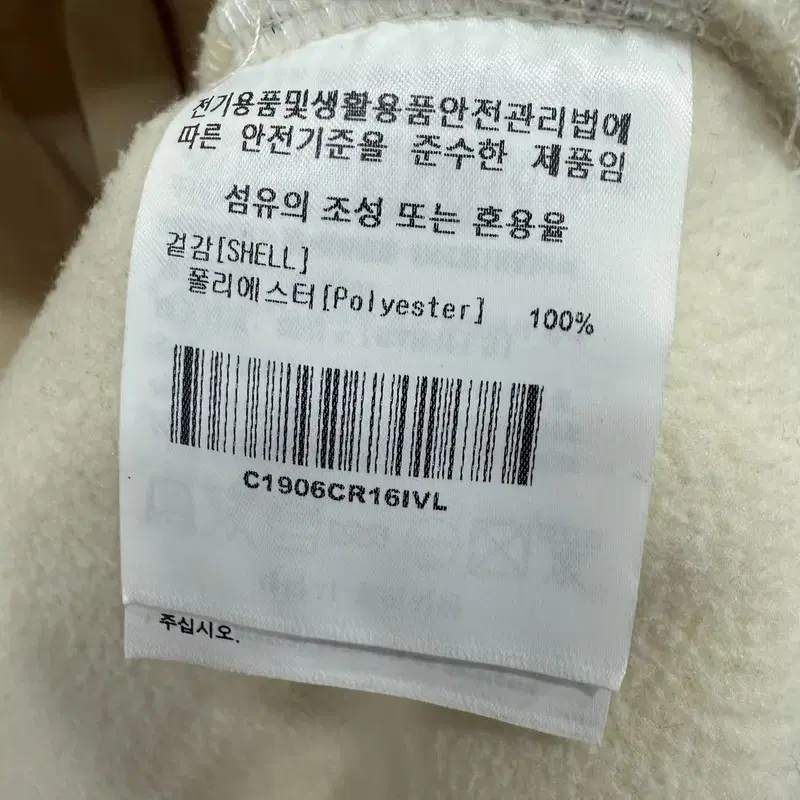 전기용품및생활용품안전관리법에
따른 안전기준을 준수한 제품임
섬유의 조성 또는 혼용율
겉감[SHELL]
폴리에스터[Polyester] 100%
C1906CR16IVL
주십시오.